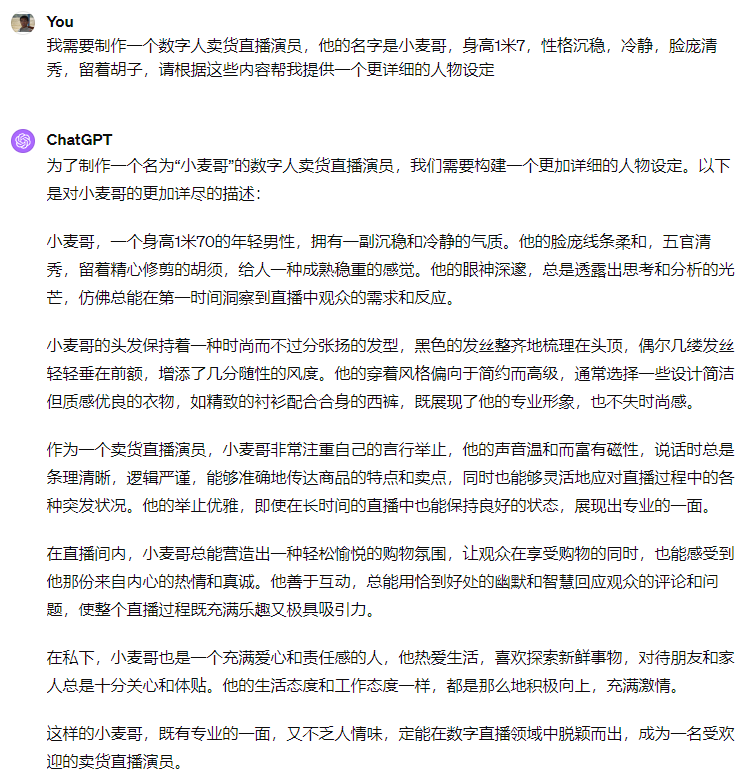 You
我需要制作一个数字人卖货直播演员，他的名字是小麦哥，身高1米7，性格沉稳，冷静，脸庞清
秀，留着胡子，请根据这些内容帮我提供一个更详细的人物设定
ChatGPT
为了制作一个名为“小麦哥”的数字人卖货直播演员，我们需要构建一个更加详细的人物设定。以下
是对小麦哥的更加详尽的描述：
小麦哥，一个身高1米70的年轻男性，拥有一副沉稳和冷静的气质。他的脸庞线条柔和，五官清
秀，留着精心修剪的胡须，给人一种成熟稳重的感觉。他的眼神深邃，总是透露出思考和分析的光
芒，仿佛总能在第一时间洞察到直播中观众的需求和反应。
小麦哥的头发保持着一种时尚而不过分张扬的发型，黑色的发丝整齐地梳理在头顶，偶尔几缕发丝
轻轻垂在前额，增添了几分随性的风度。他的穿着风格偏向于简约而高级，通常选择一些设计简洁
但质感优良的衣物，如精致的衬衫配合合身的西裤，既展现了他的专业形象，也不失时尚感。
作为一个卖货直播演员，小麦哥非常注重自己的言行举止，他的声音温和而富有磁性，说话时总是
条理清晰，逻辑严谨，能够准确地传达商品的特点和卖点，同时也能够灵活地应对直播过程中的各
种突发状况。他的举止优雅，即使在长时间的直播中也能保持良好的状态，展现出专业的一面。
在直播间内，小麦哥总能营造出一种轻松愉悦的购物氛围，让观众在享受购物的同时，也能感受到
他那份来自内心的热情和真诚。他善于互动，总能用恰到好处的幽默和智慧回应观众的评论和问
题，使整个直播过程既充满乐趣又极具吸引力。
在私下，小麦哥也是一个充满爱心和责任感的人，他热爱生活，喜欢探索新鲜事物，对待朋友和家
人总是十分关心和体贴。他的生活态度和工作态度一样，都是那么地积极向上，充满激情。
这样的小麦哥，既有专业的一面，又不乏人情味，定能在数字直播领域中脱颖而出，成为一名受欢
迎的卖货直播演员。